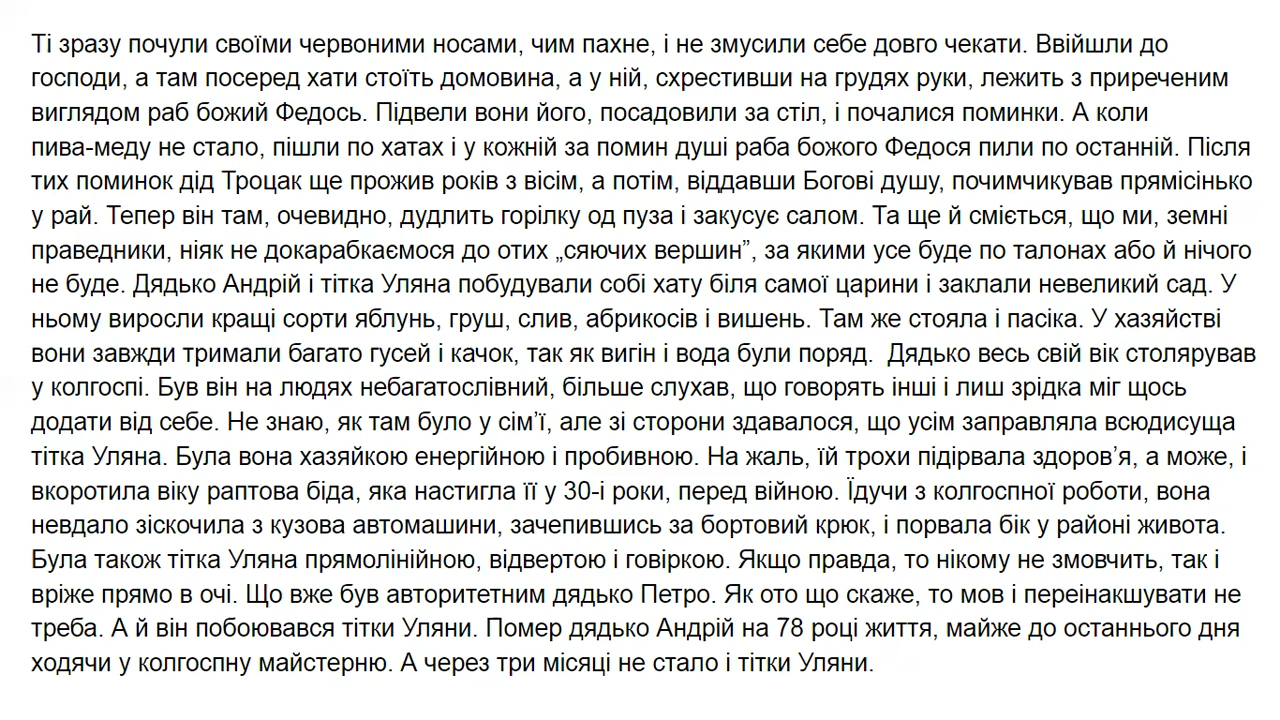 Ті зразу почули своїми червоними носами, чим пахне, і не змусили себе довго чекати. Ввійшли до
господи, а там посеред хати стоїть домовина, а у ній, схрестивши на грудях руки, лежить з приреченим
виглядом раб божий Федось. Підвели вони його, посадовили за стіл, і почалися поминки. А коли
пива-меду не стало, пішли по хатах і у кожній за помин душі раба божого Федося пили по останній. Після
тих поминок дід Троцак ще прожив років з вісім, а потім, віддавши Богові душу, почимчикував прямісінько
у рай. Тепер він там, очевидно, дудлить горілку од пуза і закусує салом. Та ще й сміється, що ми, земні
праведники, ніяк не докарабкаємося до отих „сяючих вершин”, за якими усе буде по талонах або й нічого
не буде. Дядько Андрій і тітка Уляна побудували собі хату біля самої царини і заклали невеликий сад. У
ньому виросли кращі сорти яблунь, груш, слив, абрикосів і вишень. Там же стояла і пасіка. У хазяйстві
вони завжди тримали багато гусей і качок, так як вигін і вода були поряд.  Дядько весь свій вік столярував
у колгоспі. Був він на людях небагатослівний, більше слухав, що говорять інші і лиш зрідка міг щось
додати від себе. Не знаю, як там було у сім’ї, але зі сторони здавалося, що усім заправляла всюдисуща
тітка Уляна. Була вона хазяйкою енергійною і пробивною. На жаль, їй трохи підірвала здоров’я, а може, і
вкоротила віку раптова біда, яка настигла її у 30-і роки, перед війною. Їдучи з колгоспної роботи, вона
невдало зіскочила з кузова автомашини, зачепившись за бортовий крюк, і порвала бік у районі живота.
Була також тітка Уляна прямолінійною, відвертою і говіркою. Якщо правда, то нікому не змовчить, так і
вріже прямо в очі. Що вже був авторитетним дядько Петро. Як ото що скаже, то мов і переінакшувати не
треба. А й він побоювався тітки Уляни. Помер дядько Андрій на 78 році життя, майже до останнього дня
ходячи у колгоспну майстерню. А через три місяці не стало і тітки Уляни.